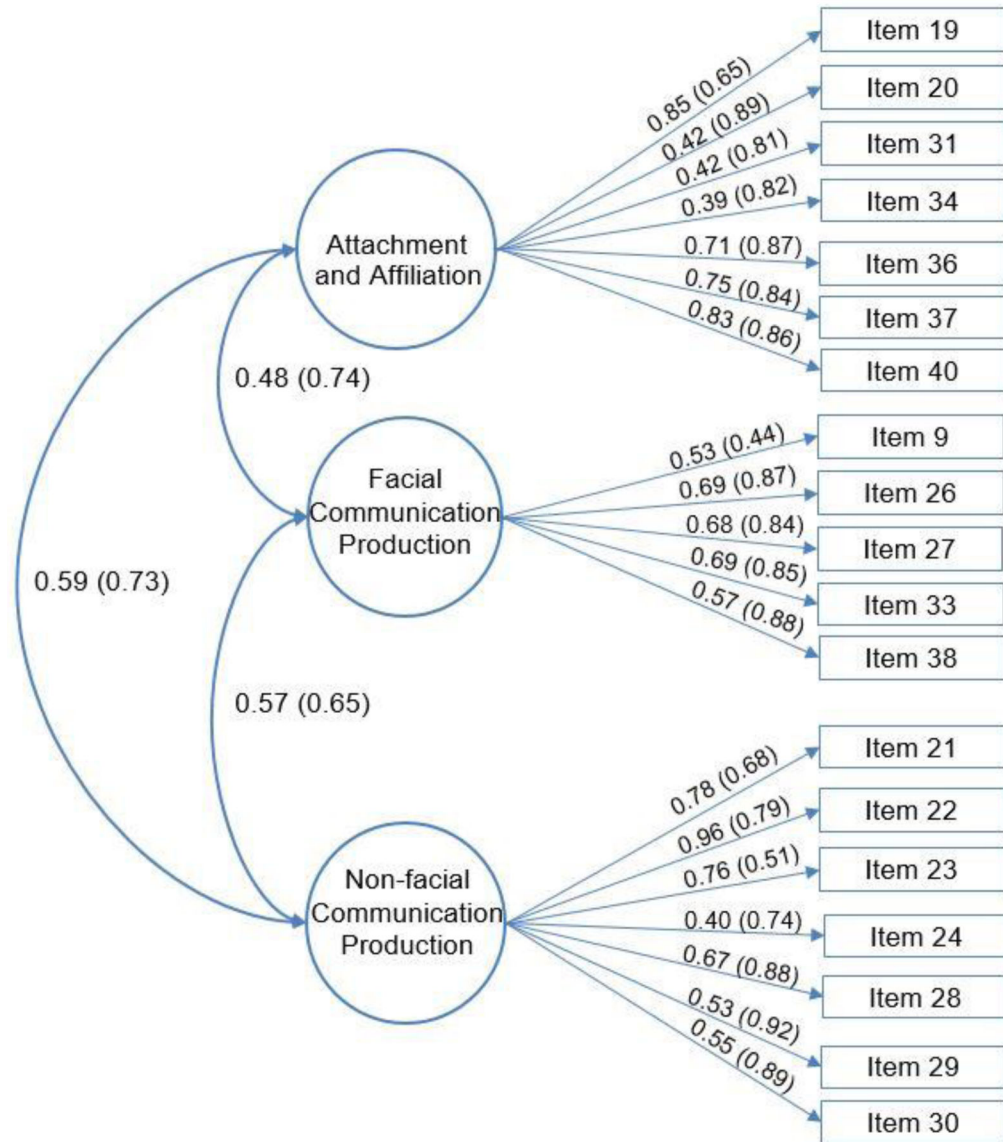 Item 19
Item 20
Item 31
Item 34
Item 36
Item 37
Item 40
0.85 (0.65)
0.42 (0.89)
0.42 (0.81)
0.39 (0.82)
0.71 (0.87)
0.75 (0.84)
0.83 (0.86)
Attachment
and Affiliation
0.48 (0.74)
Item 9
Item 26
Item 27
Item 33
Item 38
0.53 (0.44)
0.69 (0.87)
0.68 (0.84)
0.69 (0.85)
0.57 (0.88)
Facial
Communication
Production
0.59 (0.73)
0.57 (0.65)
Item 21
Item 22
Item 23
Item 24
Item 28
Item 29
Item 30
0.78 (0.68)
0.96 (0.79)
0.76 (0.51)
0.40 (0.74)
0.67 (0.88)
0.53 (0.92)
0.55 (0.89)
Non-facial
Communication
Production